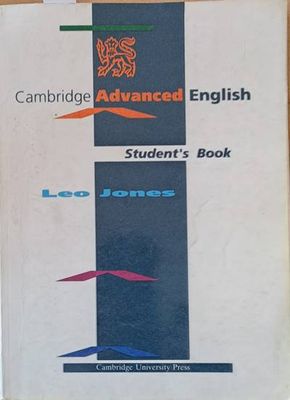 Cambridge Advanced English
Student's Book
Leo Jones
Cambridge University Press